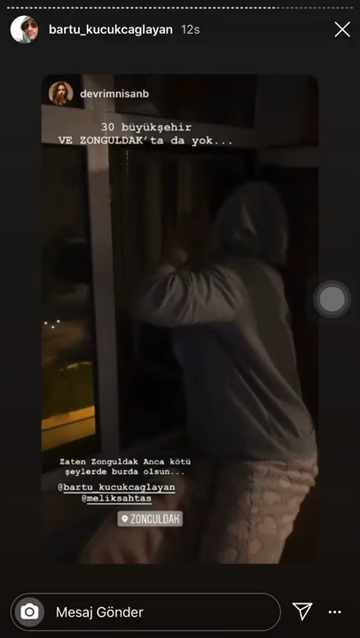 bartu_kucukcaglayan 12s
devrimnisanb
30 büyükşehir
VE ZONGULDAK'ta da yok...
Zaten Zonguldak Anca kötü
şeylerde burda olsun...
@bartu_kucukcaglayan
@meliksahtas
ZONGULDAK
Mesaj Gönder